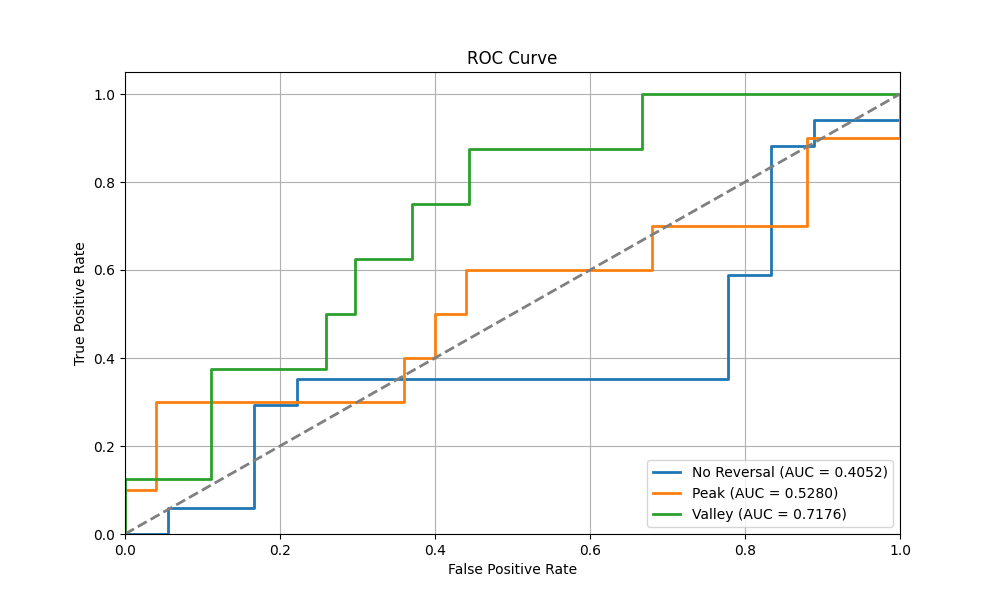 ROC Curve
True Positive Rate
1.0
0.8
0.6
0.4
0.2
0.0
0.0 0.2 0.4 0.6 0.8 1.0
False Positive Rate
No Reversal (AUC = 0.4052)
Peak (AUC = 0.5280)
Valley (AUC = 0.7176)